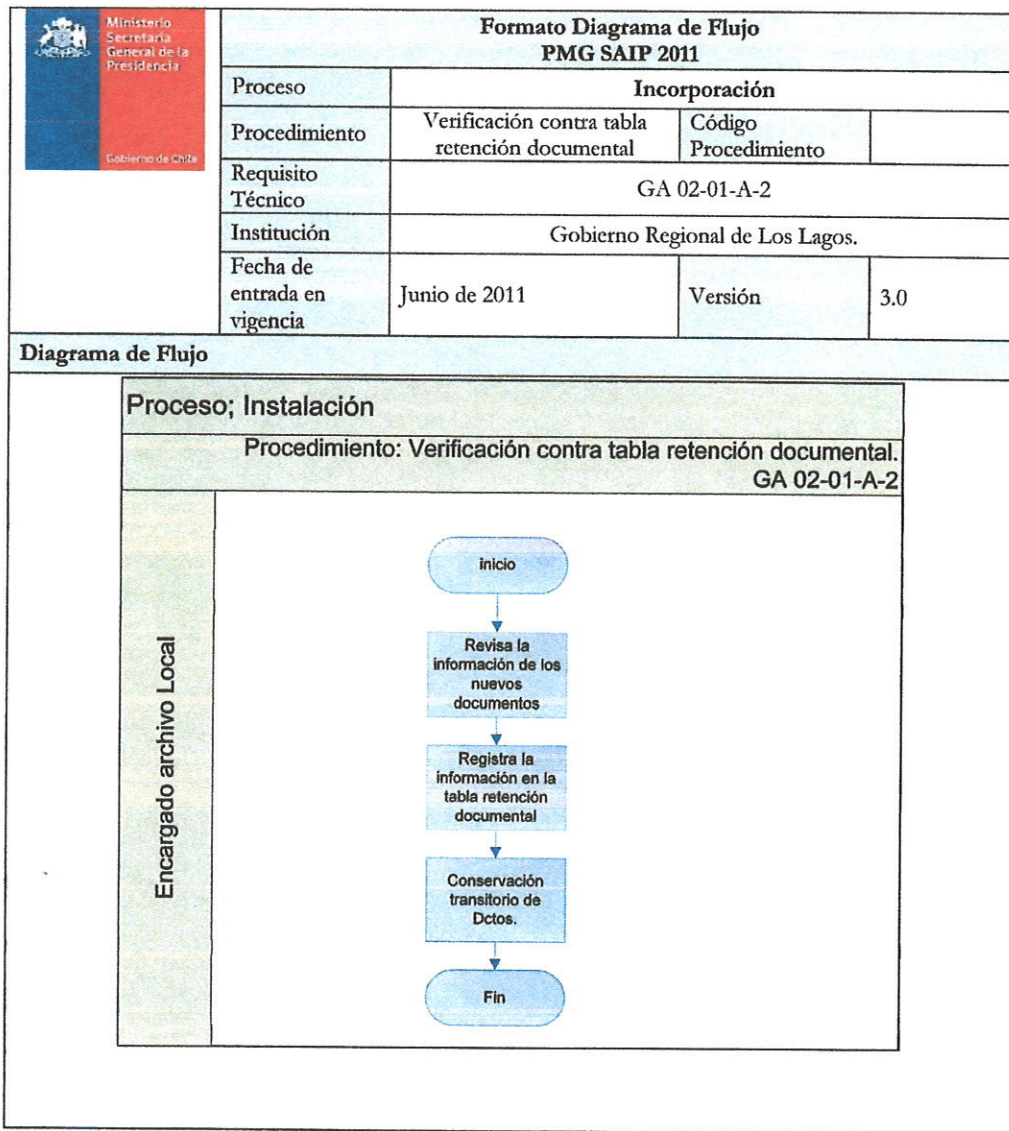 Ministerio
Secretaría
General de la
Presidencia
Gobierno de Chile
Formato Diagrama de Flujo
PMG SAIP 2011
Proceso
Incorporación
Procedimiento
Verificación contra tabla
retención documental
Código
Procedimiento
Requisito
Técnico
GA 02-01-A-2
Institución
Gobierno Regional de Los Lagos.
Fecha de
entrada en
vigencia
Junio de 2011
Versión
3.0
Diagrama de Flujo
Proceso; Instalación
Procedimiento: Verificación contra tabla retención documental.
GA 02-01-A-2
Encargado archivo Local
inicio
Revisa la
información de los
nuevos
documentos
Registra la
información en la
tabla retención
documental
Conservación
transitorio de
Dctos.
Fin